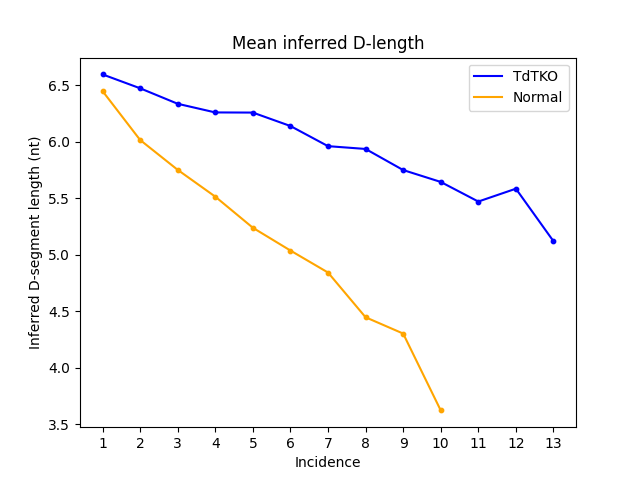 Mean inferred D-length
TdTKO
Normal
Inferred D-segment length (nt)
6.5
6.0
5.5
5.0
4.5
4.0
3.5
1 2 3 4 5 6 7 8 9 10 11 12 13
Incidence